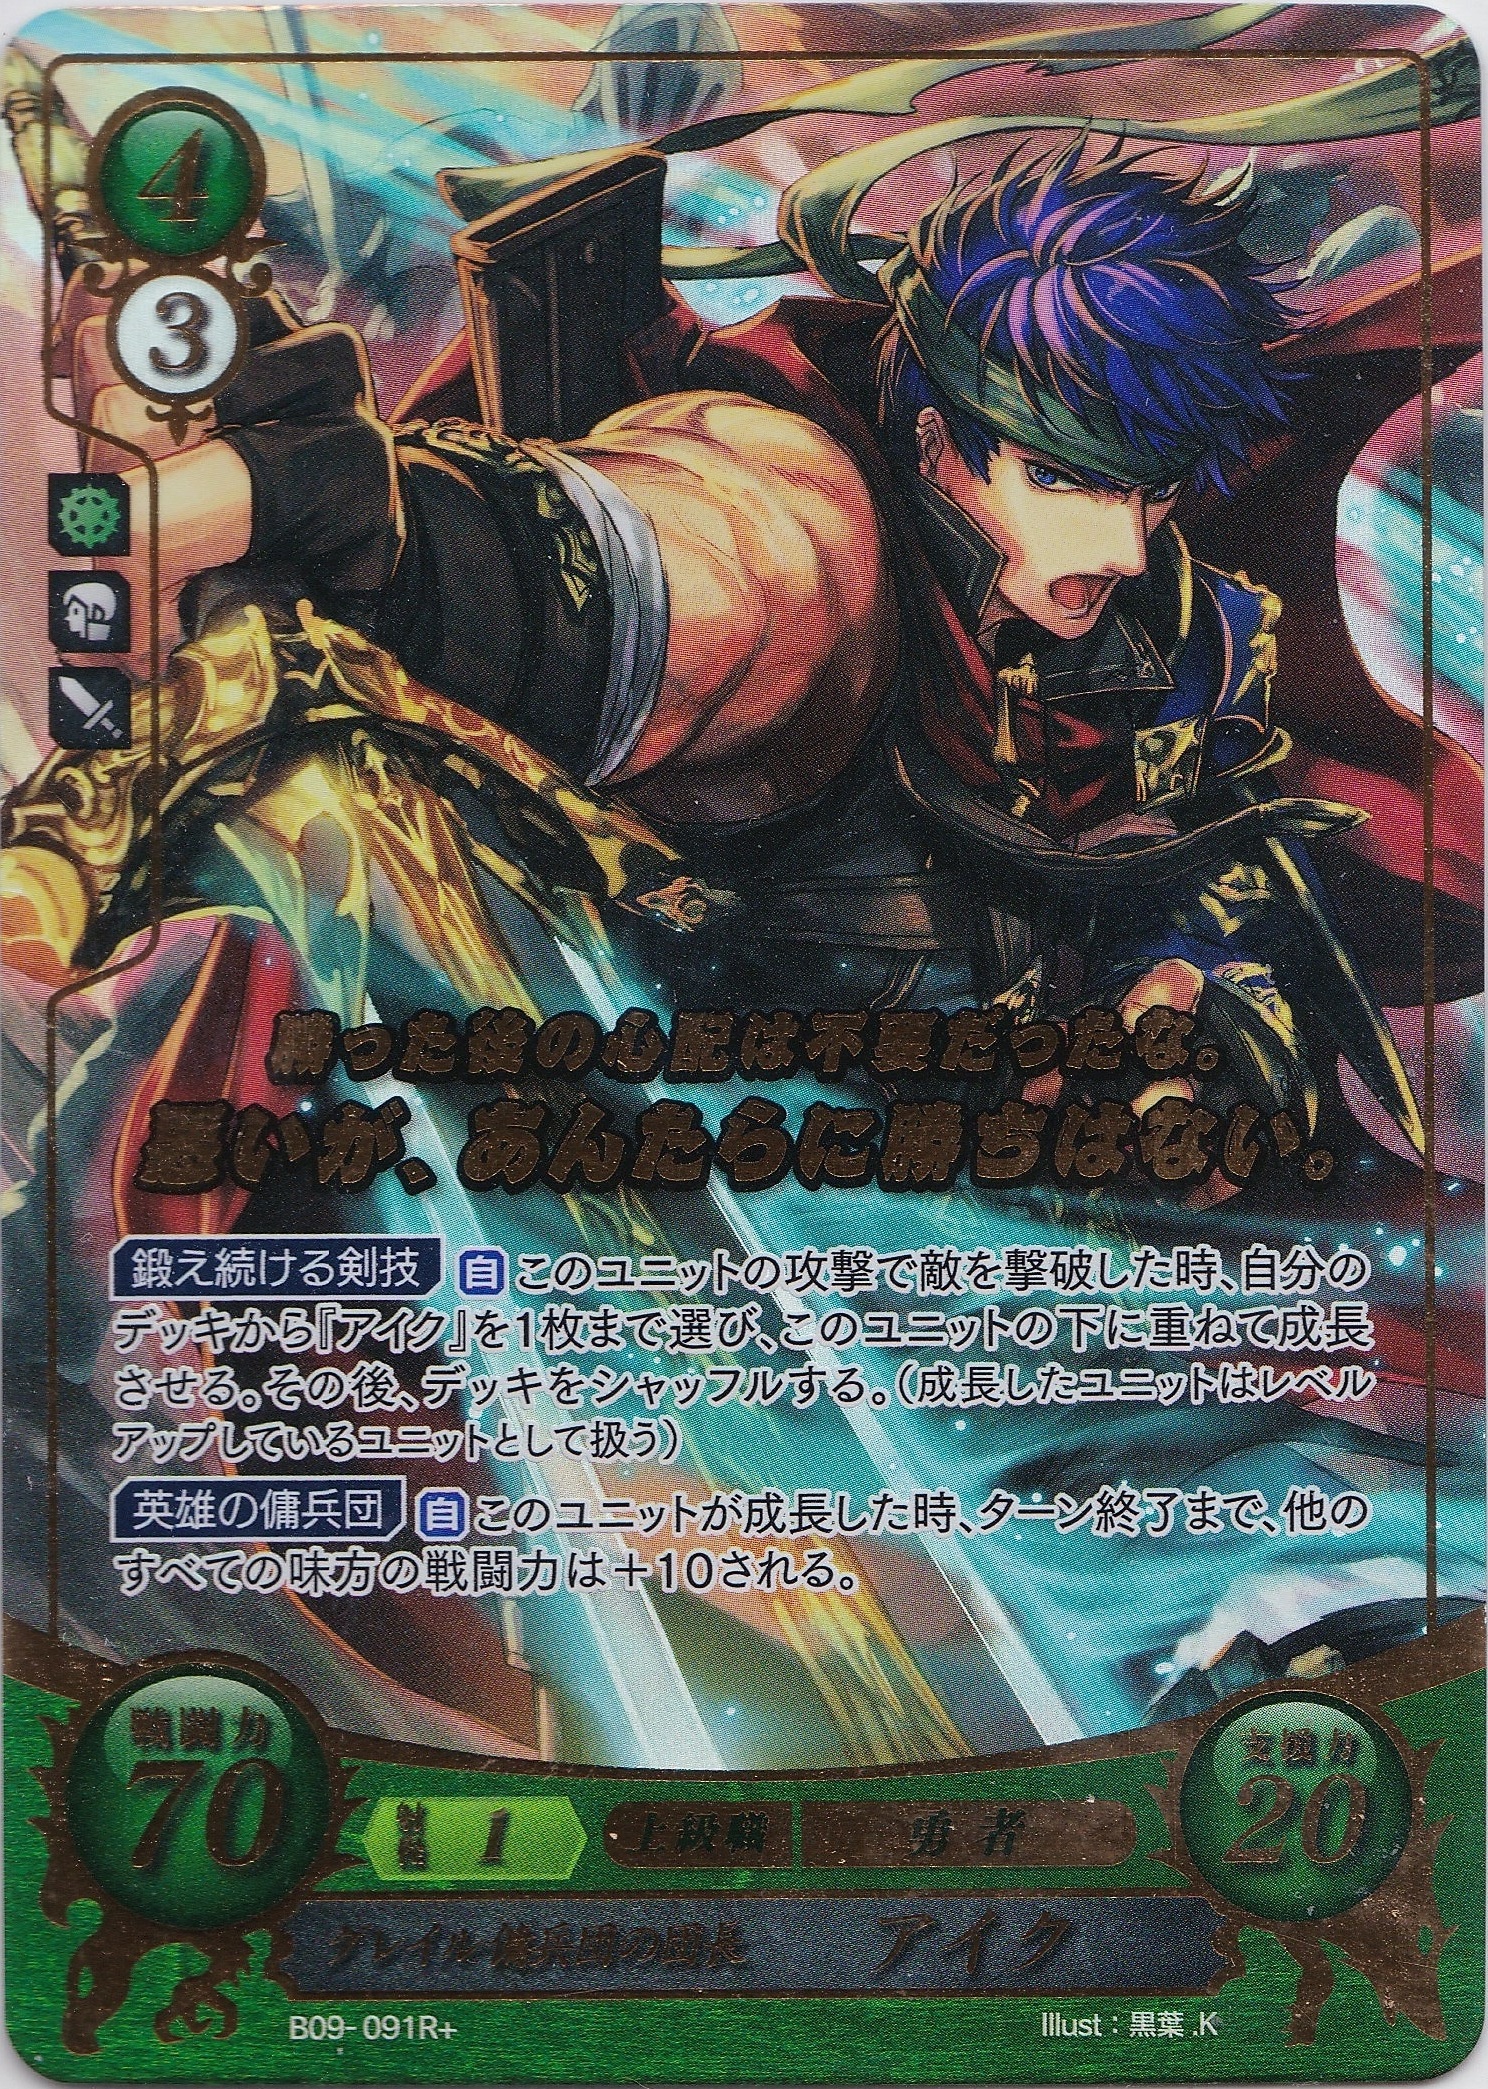 4
3
勝った後の心配は不要だったな。
悪いが、あんたらに勝ちはない。
鍛え続ける剣技 自 このユニットの攻撃で敵を撃破した時、自分の
デッキから『アイク』を1枚まで選び、このユニットの下に重ねて成長
させる。その後、デッキをシャッフルする。（成長したユニットはレベル
アップしているユニットとして扱う）
英雄の傭兵団 自 このユニットが成長した時、ターン終了まで、他の
すべての味方の戦闘力は＋10される。
戦闘力
70
射程 1
上級職 勇者
支援力
20
グレイル傭兵団の団長 アイク
B09-091R+ Illust：黒葉.K